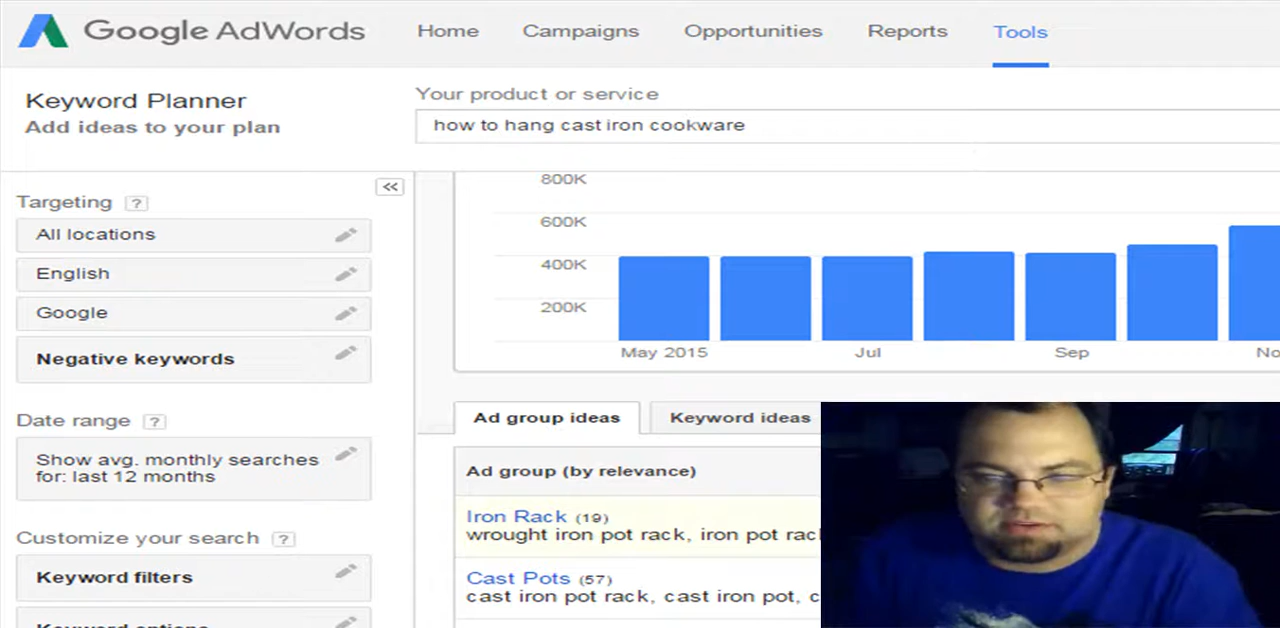 Google AdWords Home Campaigns Opportunities Reports Tools
Keyword Planner
Add ideas to your plan
Your product or service
how to hang cast iron cookware
Targeting ?
All locations
English
Google
Negative keywords
Date range ?
Show avg. monthly searches
for: last 12 months
Customize your search ?
Keyword filters
Keyword options
800K
600K
400K
200K
May 2015 Jul Sep
Ad group ideas Keyword ideas
Ad group (by relevance)
Iron Rack (19)
wrought iron pot rack, iron pot rack
Cast Pots (57)
cast iron pot rack, cast iron pot, c